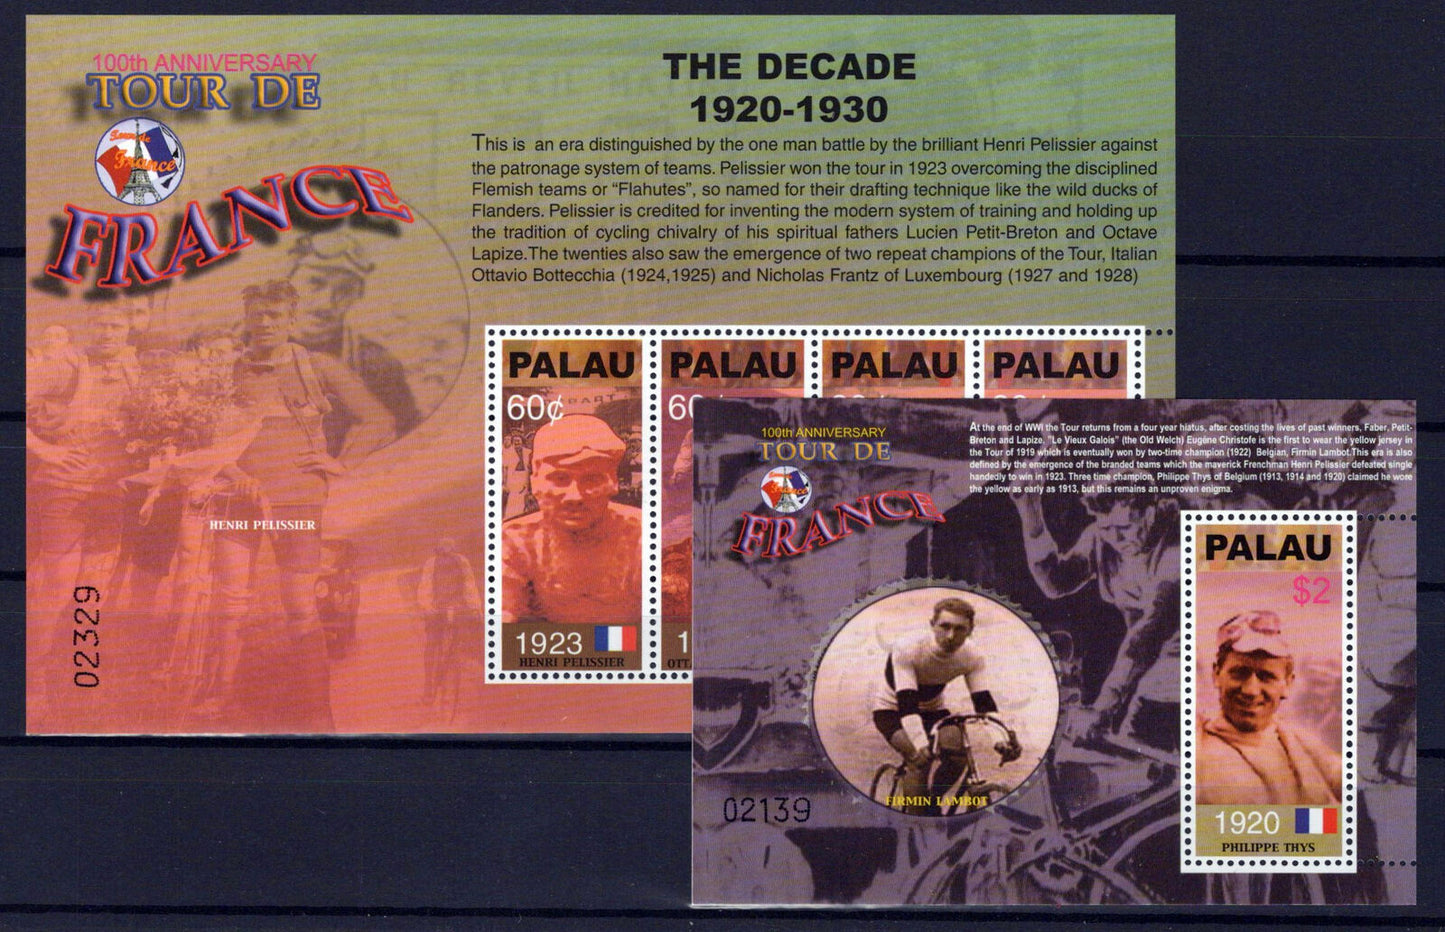 100th ANNIVERSARY
TOUR DE
Tour de
France
FRANCE
THE DECADE
1920-1930
This is an era distinguished by the one man battle by the brilliant Henri Pelissier against
the patronage system of teams. Pelissier won the tour in 1923 overcoming the disciplined
Flemish teams or “Flahutes”, so named for their drafting technique like the wild ducks of
Flanders. Pelissier is credited for inventing the modern system of training and holding up
the tradition of cycling chivalry of his spiritual fathers Lucien Petit-Breton and Octave
Lapize.The twenties also saw the emergence of two repeat champions of the Tour, Italian
Ottavio Bottecchia (1924,1925) and Nicholas Frantz of Luxembourg (1927 and 1928)
HENRI PELISSIER
02329
PALAU
60¢
1923
HENRI PELISSIER
PALAU
60
1
OTTA
PALAU
PALAU
100th ANNIVERSARY
TOUR DE
France
FRANCE
At the end of WWI the Tour returns from a four year hiatus, after costing the lives of past winners, Faber, Petit-
Breton and Lapize. "Le Vieux Galois" (the Old Welch) Eugéne Christofe is the first to wear the yellow jersey in
the Tour of 1919 which is eventually won by two-time champion (1922) Belgian, Firmin Lambot.This era is also
defined by the emergence of the branded teams which the maverick Frenchman Henri Pelissier defeated single
handedly to win in 1923. Three time champion, Philippe Thys of Belgium (1913, 1914 and 1920) claimed he wore
the yellow as early as 1913, but this remains an unproven enigma.
FIRMIN LAMBOT
02139
PALAU
$2
1920
PHILIPPE THYS